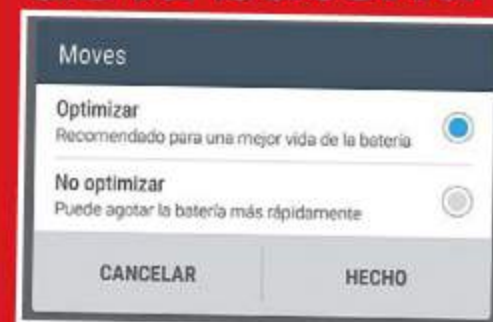 Moves
Optimizar
Recomendado para una mejor vida de la batería
No optimizar
Puede agotar la batería más rápidamente
CANCELAR
HECHO